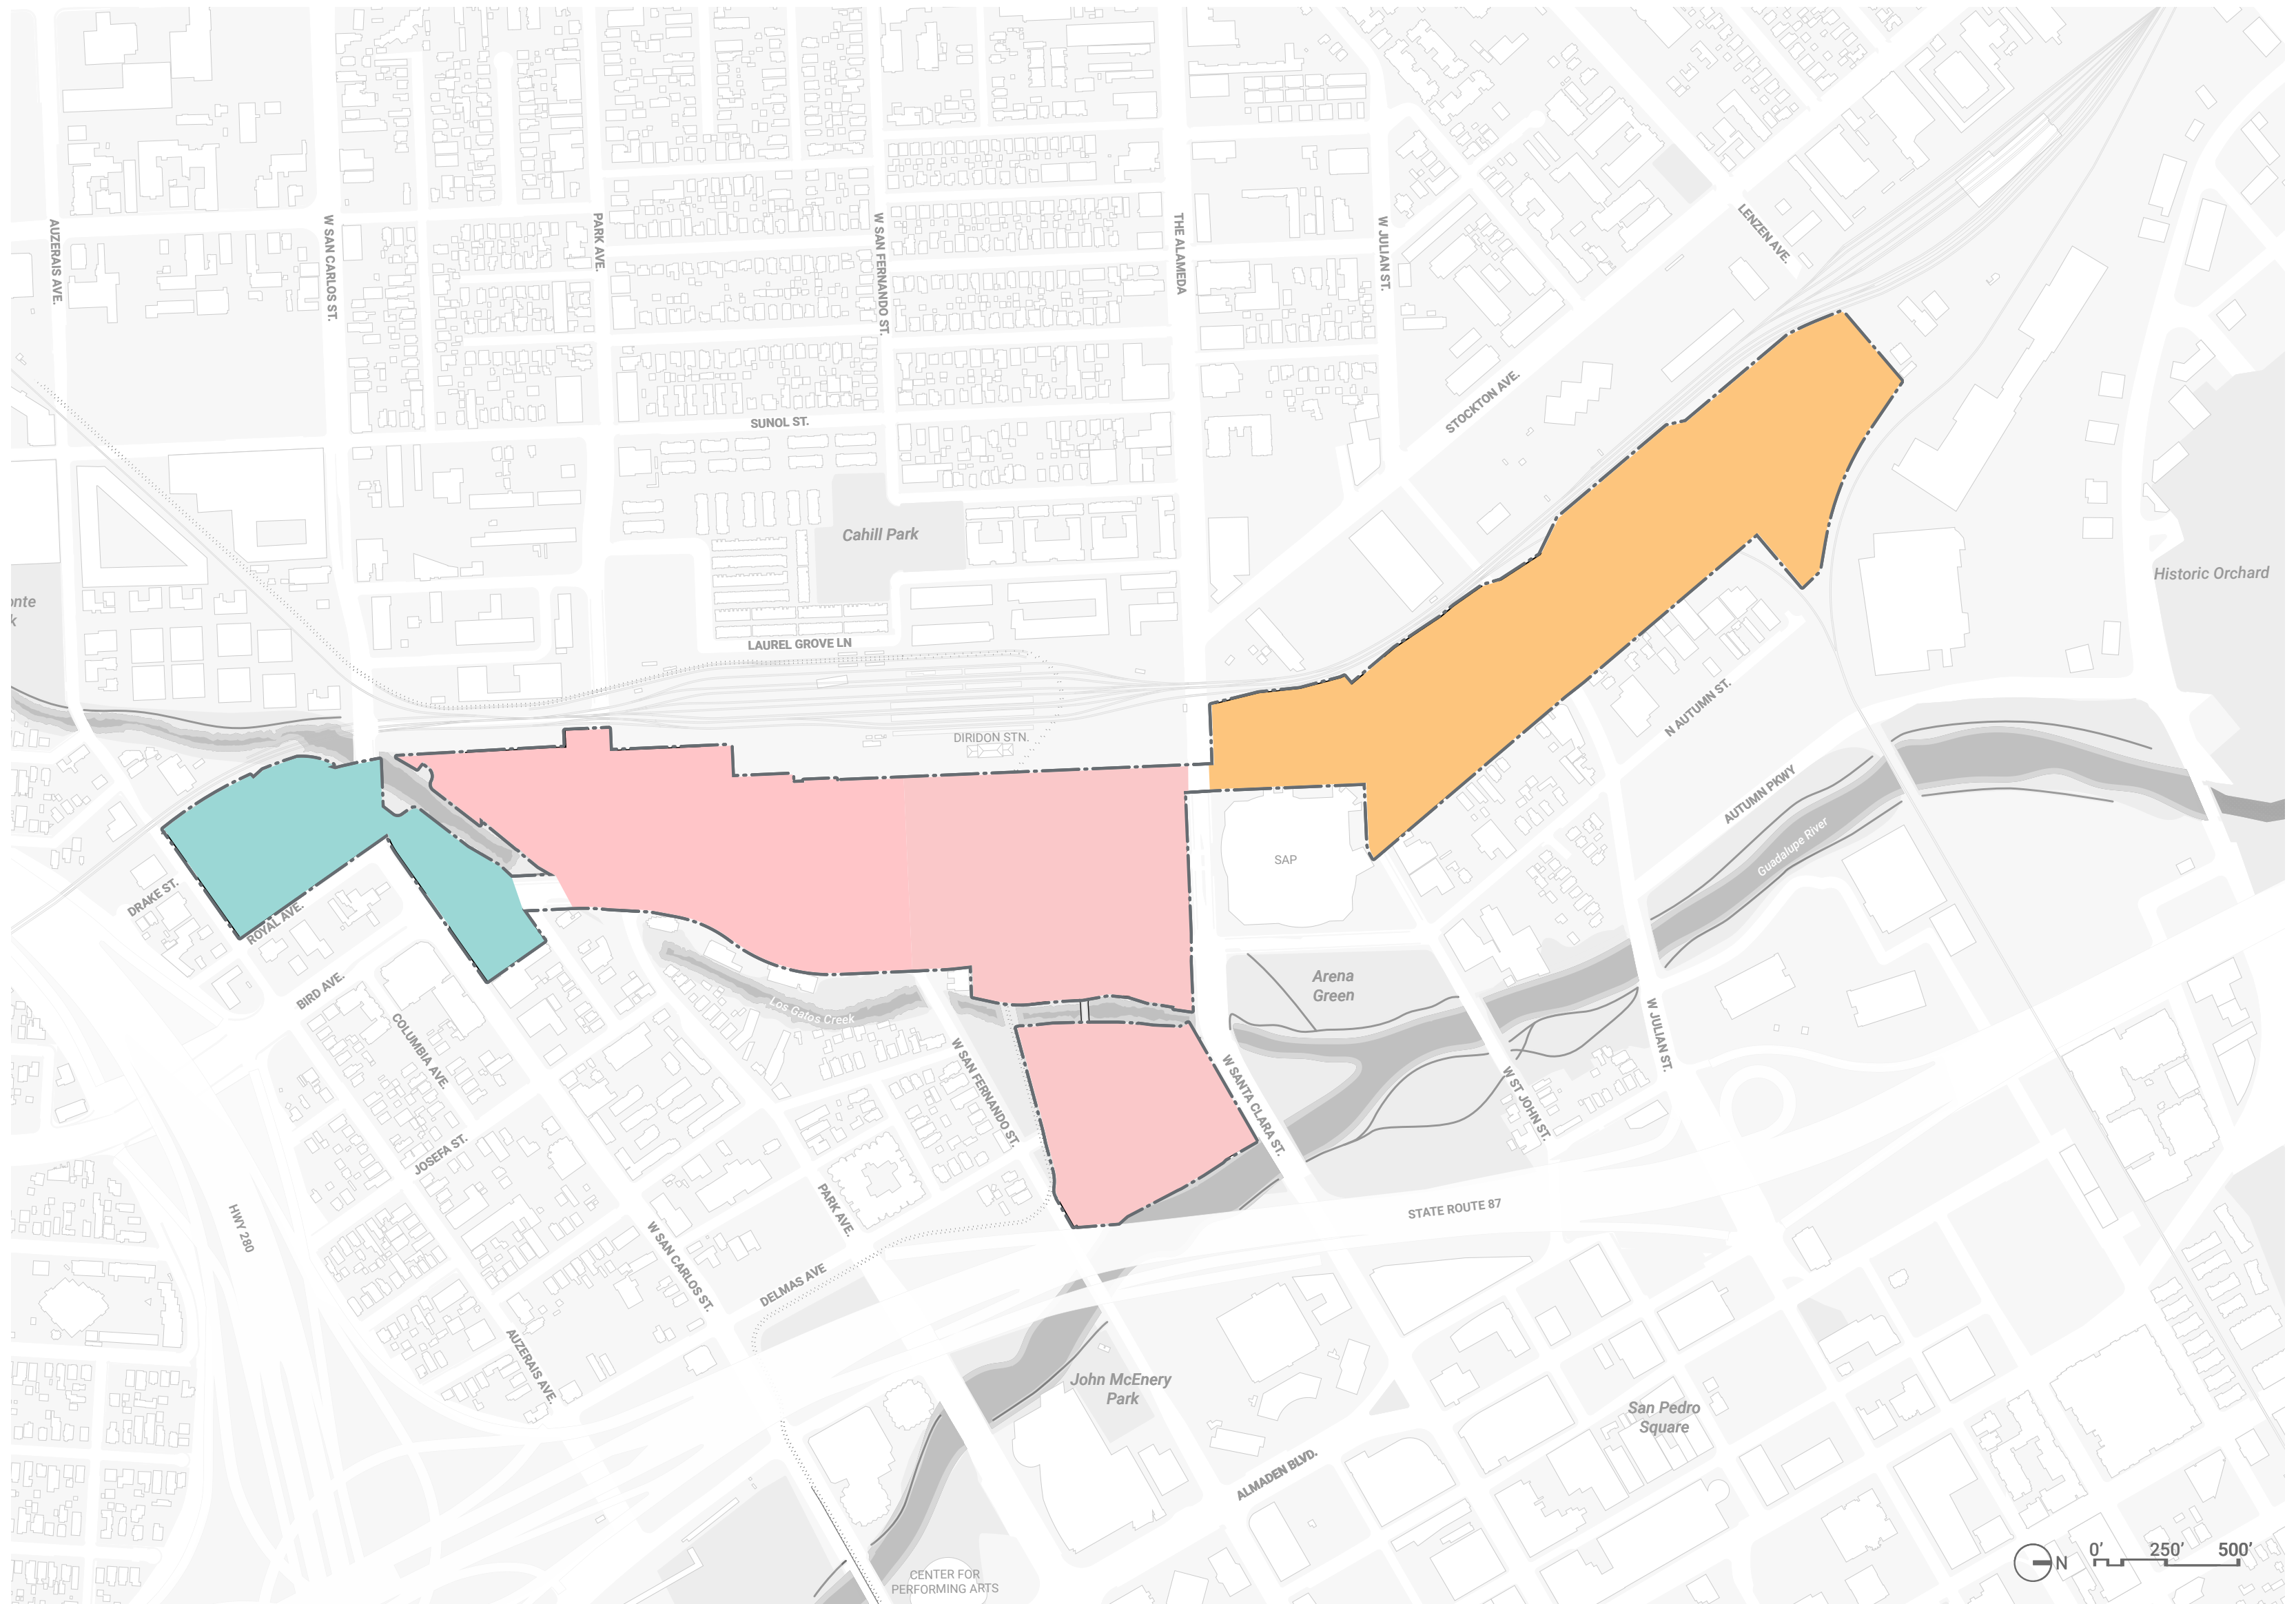 AUZERAIS AVE.
W SAN CARLOS ST.
PARK AVE.
W SAN FERNANDO ST.
THE ALAMEDA
W JULIAN ST.
LENZEN AVE.
STOCKTON AVE.
SUNOL ST.
Cahill Park
Historic Orchard
LAUREL GROVE LN
DIRIDON STN.
N AUTUMN ST.
AUTUMN PKWY
Guadalupe River
SAP
DRAKE ST.
ROYAL AVE.
BIRD AVE.
COLUMBIA AVE.
Los Gatos Creek
Arena
Green
W JULIAN ST.
W SAN FERNANDO ST.
W SANTA CLARA ST.
W ST JOHN ST.
JOSEFA ST.
HWY 280
PARK AVE.
W SAN CARLOS ST.
STATE ROUTE 87
DELMAS AVE
AUZERAIS AVE.
John McEnery
Park
San Pedro
Square
ALMADEN BLVD.
CENTER FOR
PERFORMING ARTS
N
0' 250' 500'